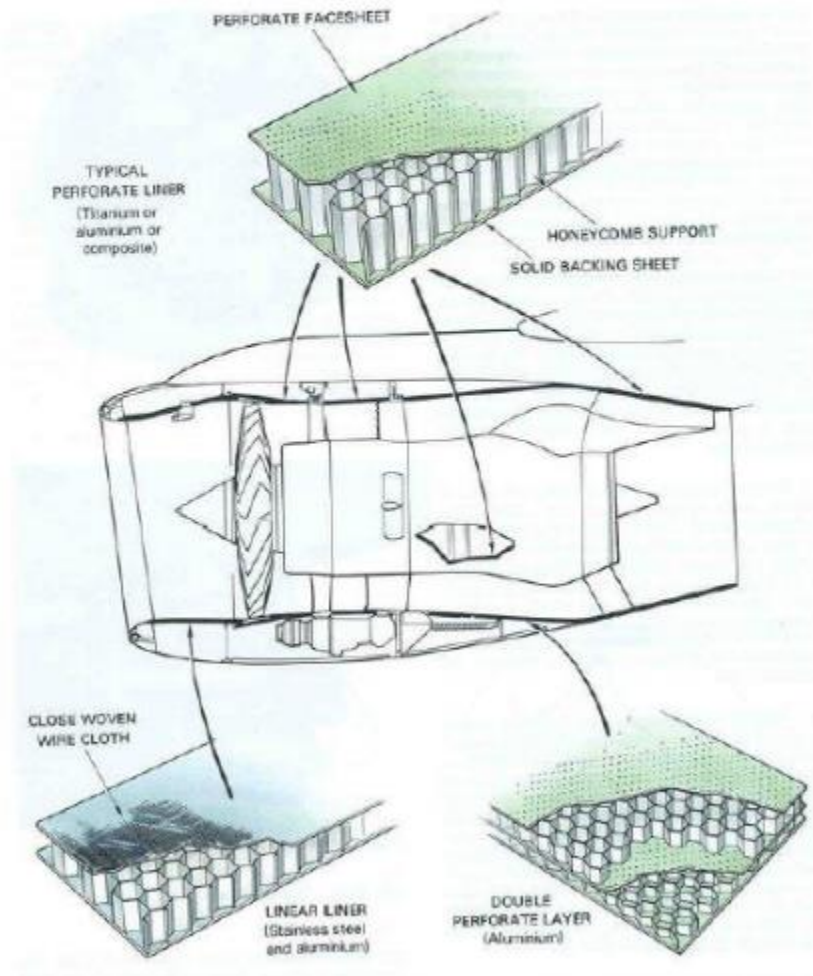 PERFORATE FACESHEET
TYPICAL
PERFORATE LINER
(Titanium or
aluminium or
composite)
HONEYCOMB SUPPORT
SOLID BACKING SHEET
CLOSE WOVEN
WIRE CLOTH
LINEAR LINER
(Stainless steel
and aluminium)
DOUBLE
PERFORATE LAYER
(Aluminium)